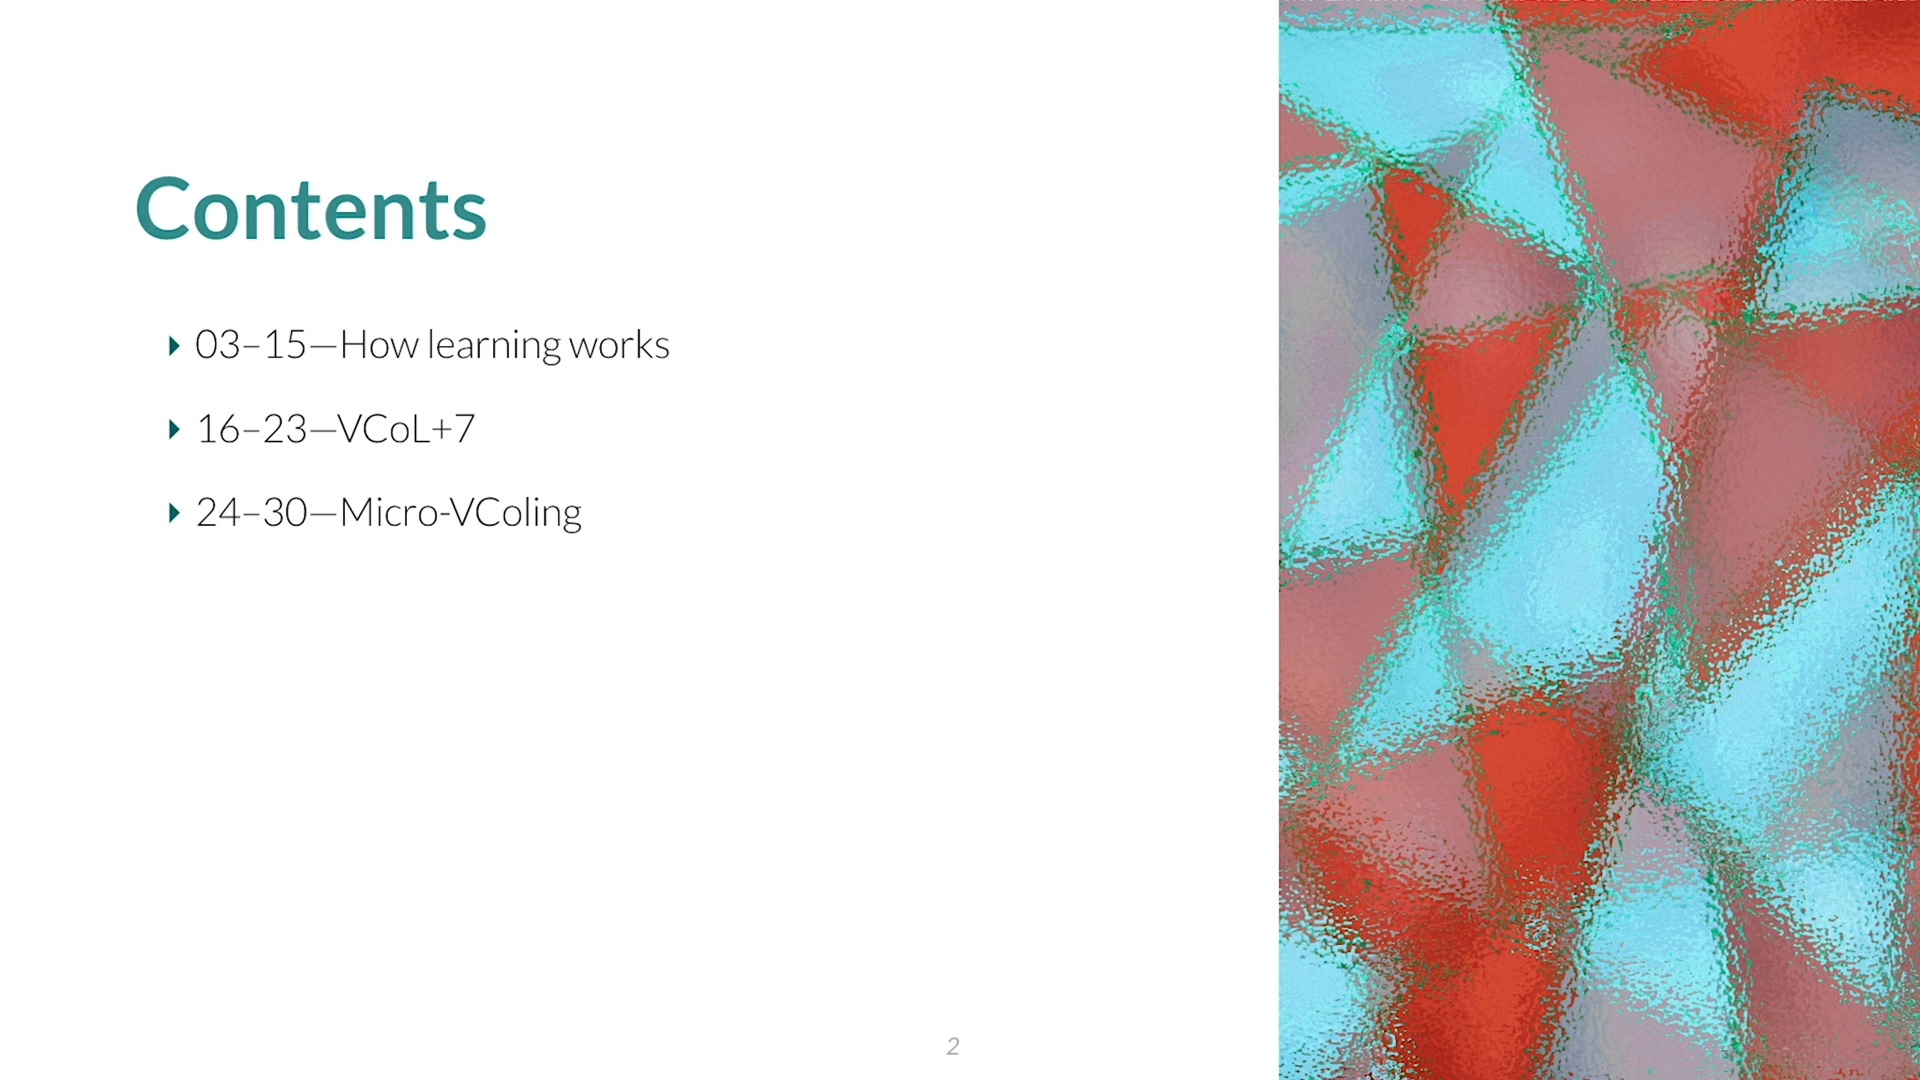 Contents
03–15—How learning works
16–23—VCoL+7
24–30—Micro-VColing
2